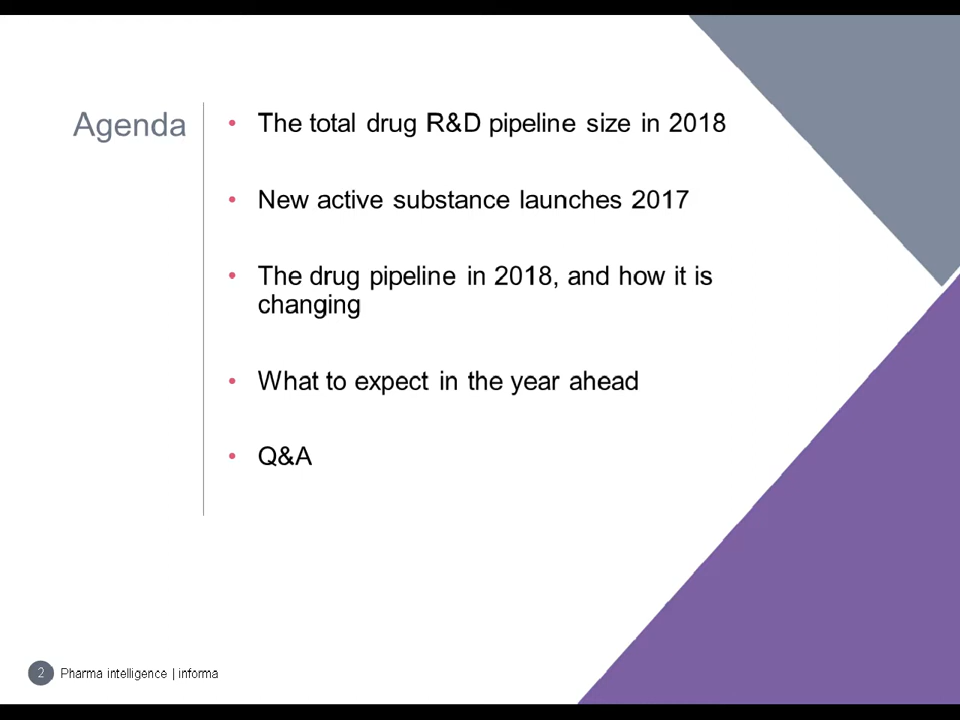 Agenda
• The total drug R&D pipeline size in 2018
• New active substance launches 2017
• The drug pipeline in 2018, and how it is
changing
• What to expect in the year ahead
• Q&A
2 Pharma intelligence | informa